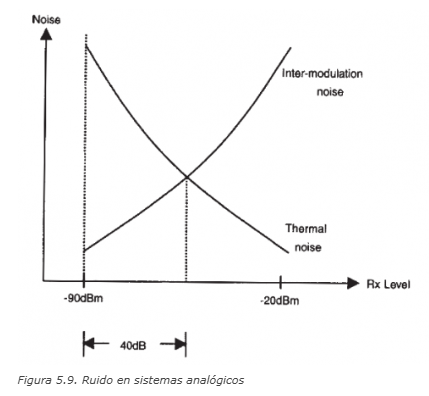 Noise
Inter-modulation
noise
Thermal
noise
Rx Level
-90dBm
-20dBm
40dB
Figura 5.9. Ruido en sistemas analógicos